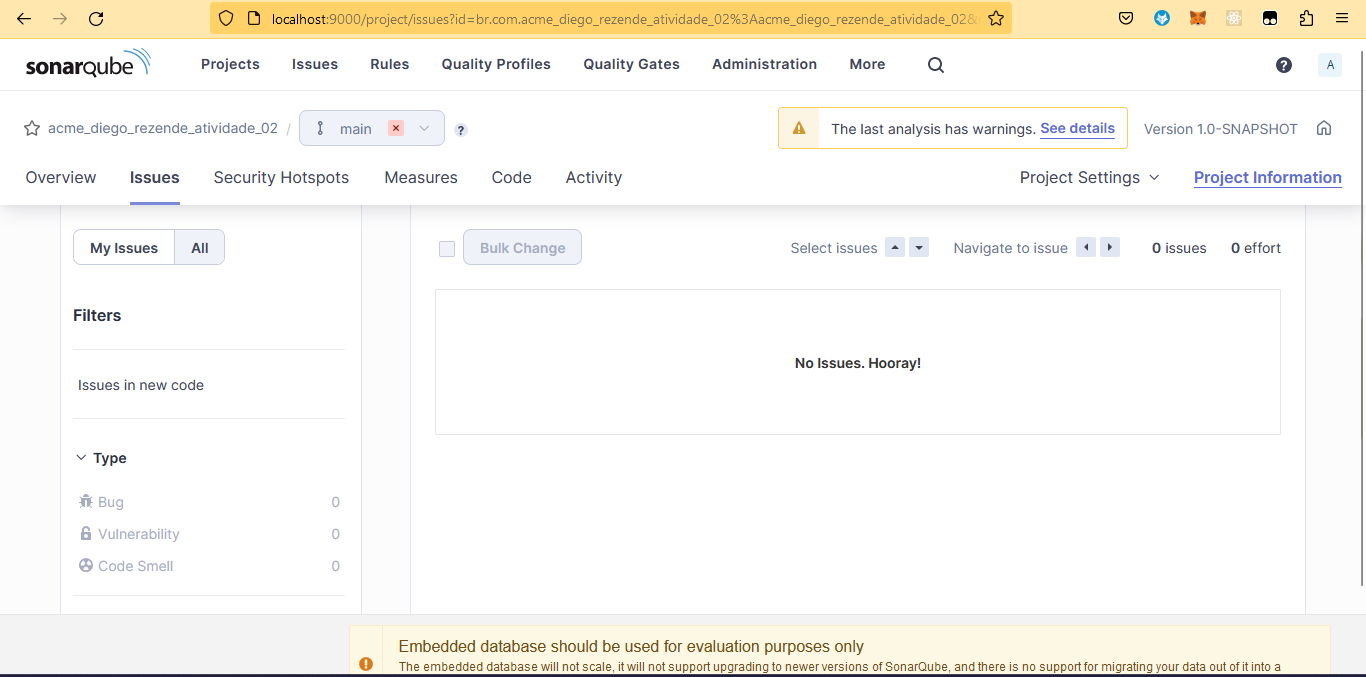 localhost:9000/project/issues?id=br.com.acme_diego_rezende_atividade_02%3Aacme_diego_rezende_atividade_02&
sonarqube Projects Issues Rules Quality Profiles Quality Gates Administration More ? A
acme_diego_rezende_atividade_02 / main ? The last analysis has warnings. See details Version 1.0-SNAPSHOT
Overview Issues Security Hotspots Measures Code Activity Project Settings Project Information
My Issues All Bulk Change Select issues Navigate to issue 0 issues 0 effort
Filters
No Issues. Hooray!
Issues in new code
Type
Bug 0
Vulnerability 0
Code Smell 0
Embedded database should be used for evaluation purposes only
The embedded database will not scale, it will not support upgrading to newer versions of SonarQube, and there is no support for migrating your data out of it into a